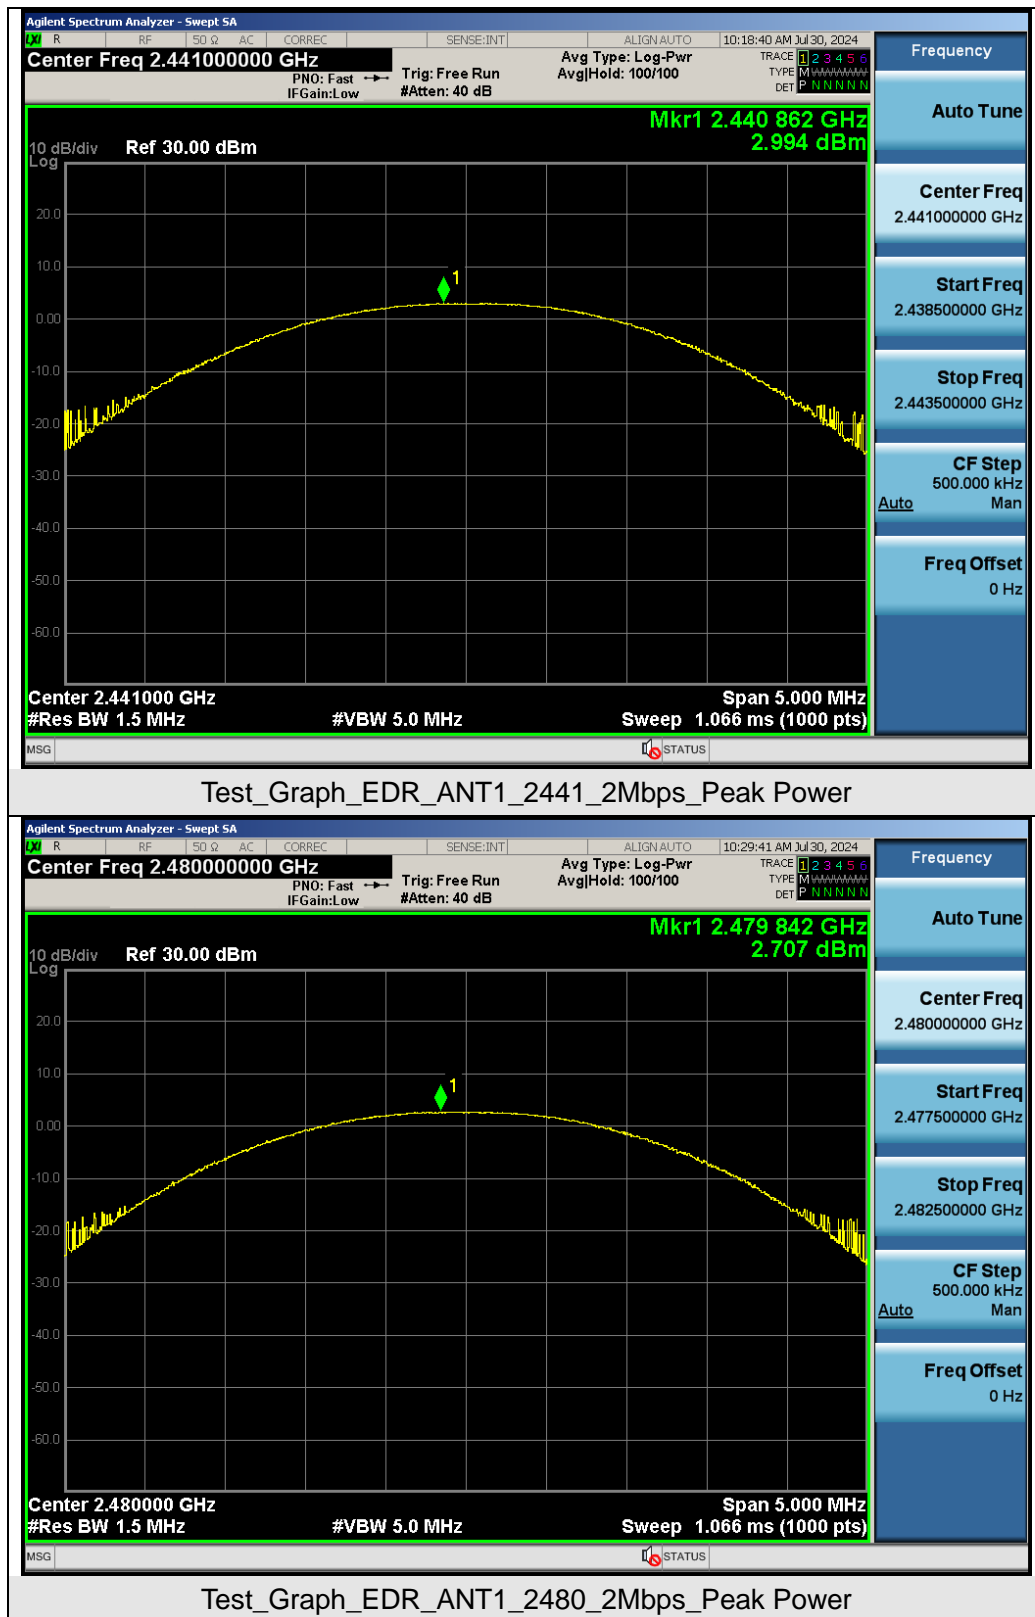 Agilent Spectrum Analyzer - Swept SA
LXI R RF 50 Ω AC CORREC SENSE:INT ALIGN AUTO 10:18:40 AM Jul 30, 2024
Center Freq 2.441000000 GHz
PNO: Fast
IFGain:Low
Trig: Free Run
#Atten: 40 dB
Avg Type: Log-Pwr
Avg|Hold: 100/100
TRACE 1 2 3 4 5 6
TYPE M WWWWW
DET P N N N N N
Mkr1 2.440 862 GHz
2.994 dBm
10 dB/div Ref 30.00 dBm
Log
20.0
10.0
1
0.00
-10.0
-20.0
-30.0
-40.0
-50.0
-60.0
Center 2.441000 GHz Span 5.000 MHz
#Res BW 1.5 MHz #VBW 5.0 MHz Sweep 1.066 ms (1000 pts)
MSG STATUS
Frequency
Auto Tune
Center Freq
2.441000000 GHz
Start Freq
2.438500000 GHz
Stop Freq
2.443500000 GHz
CF Step
500.000 kHz
Auto Man
Freq Offset
0 Hz
Test_Graph_EDR_ANT1_2441_2Mbps_Peak Power
Agilent Spectrum Analyzer - Swept SA
LXI R RF 50 Ω AC CORREC SENSE:INT ALIGN AUTO 10:29:41 AM Jul 30, 2024
Center Freq 2.480000000 GHz
PNO: Fast
IFGain:Low
Trig: Free Run
#Atten: 40 dB
Avg Type: Log-Pwr
Avg|Hold: 100/100
TRACE 1 2 3 4 5 6
TYPE M WWWWW
DET P N N N N N
Mkr1 2.479 842 GHz
2.707 dBm
10 dB/div Ref 30.00 dBm
Log
20.0
10.0
1
0.00
-10.0
-20.0
-30.0
-40.0
-50.0
-60.0
Center 2.480000 GHz Span 5.000 MHz
#Res BW 1.5 MHz #VBW 5.0 MHz Sweep 1.066 ms (1000 pts)
MSG STATUS
Frequency
Auto Tune
Center Freq
2.480000000 GHz
Start Freq
2.477500000 GHz
Stop Freq
2.482500000 GHz
CF Step
500.000 kHz
Auto Man
Freq Offset
0 Hz
Test_Graph_EDR_ANT1_2480_2Mbps_Peak Power